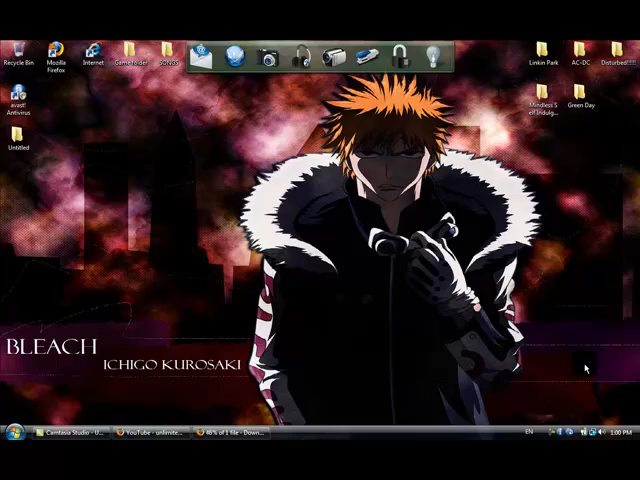 Recycle Bin
Mozilla Firefox
Internet
Game folder
SONGS
Linkin Park
AC-DC
Disturbed!!!!!
avast! Antivirus
Mindless S elf Indulg...
Green Day
Untitled
BLEACH
ICHIGO KUROSAKI
Camtasia Studio - U...
YouTube - unlimite...
46% of 1 file - Down...
EN
1:00 PM